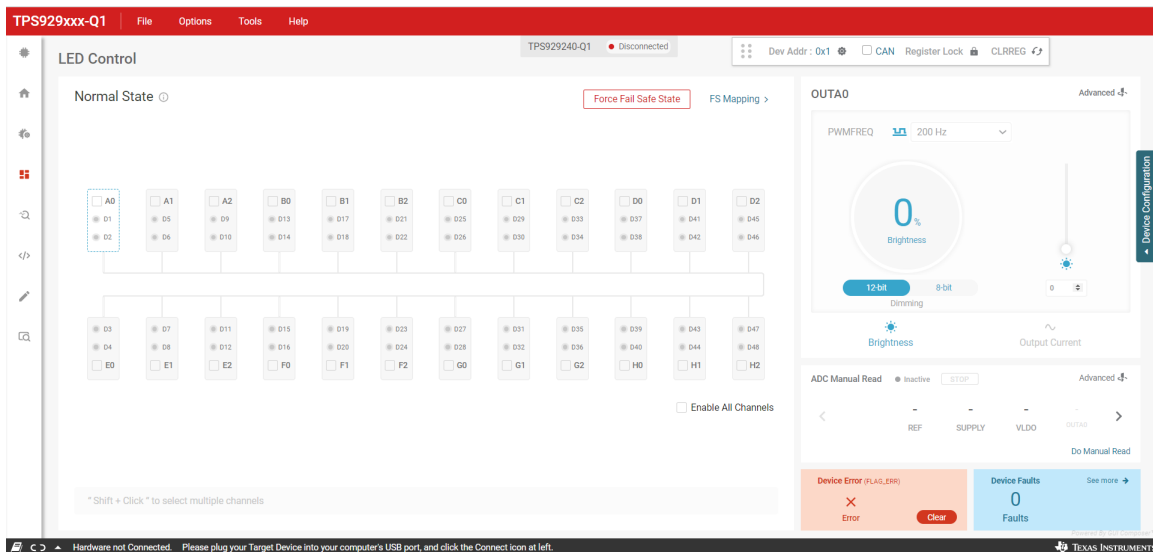 TPS929xxx-Q1 File Options Tools Help
LED Control
TPS929240-Q1 Disconnected
Dev Addr : 0x1 CAN Register Lock CLRREG
Normal State
Force Fail Safe State FS Mapping >
A0 A1 A2 B0 B1 B2 C0 C1 C2 D0 D1 D2
D1 D5 D9 D13 D17 D21 D25 D29 D33 D37 D41 D45
D2 D6 D10 D14 D18 D22 D26 D30 D34 D38 D42 D46
D3 D7 D11 D15 D19 D23 D27 D31 D35 D39 D43 D47
D4 D8 D12 D16 D20 D24 D28 D32 D36 D40 D44 D48
E0 E1 E2 F0 F1 F2 G0 G1 G2 H0 H1 H2
Enable All Channels
" Shift + Click " to select multiple channels
OUTA0 Advanced
PWMFREQ 200 Hz
0%
Brightness
12-bit 8-bit
0
Dimming
Brightness Output Current
Device Configuration
ADC Manual Read Inactive STOP Advanced
- - - -
REF SUPPLY VLDO OUTA0
Do Manual Read
Device Error (FLAG_ERR)
Error Clear
Device Faults See more
0
Faults
Hardware not Connected. Please plug your Target Device into your computer's USB port, and click the Connect icon at left.
TEXAS INSTRUMENTS